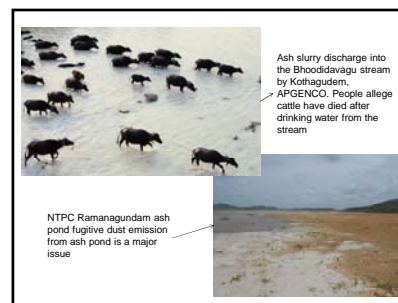 Ash slurry discharge into
the Bhoodidavagu stream
by Kothagudem,
APGENCO. People allege
cattle have died after
drinking water from the
stream
NTPC Ramanagundam ash
pond fugitive dust emission
from ash pond is a major
issue